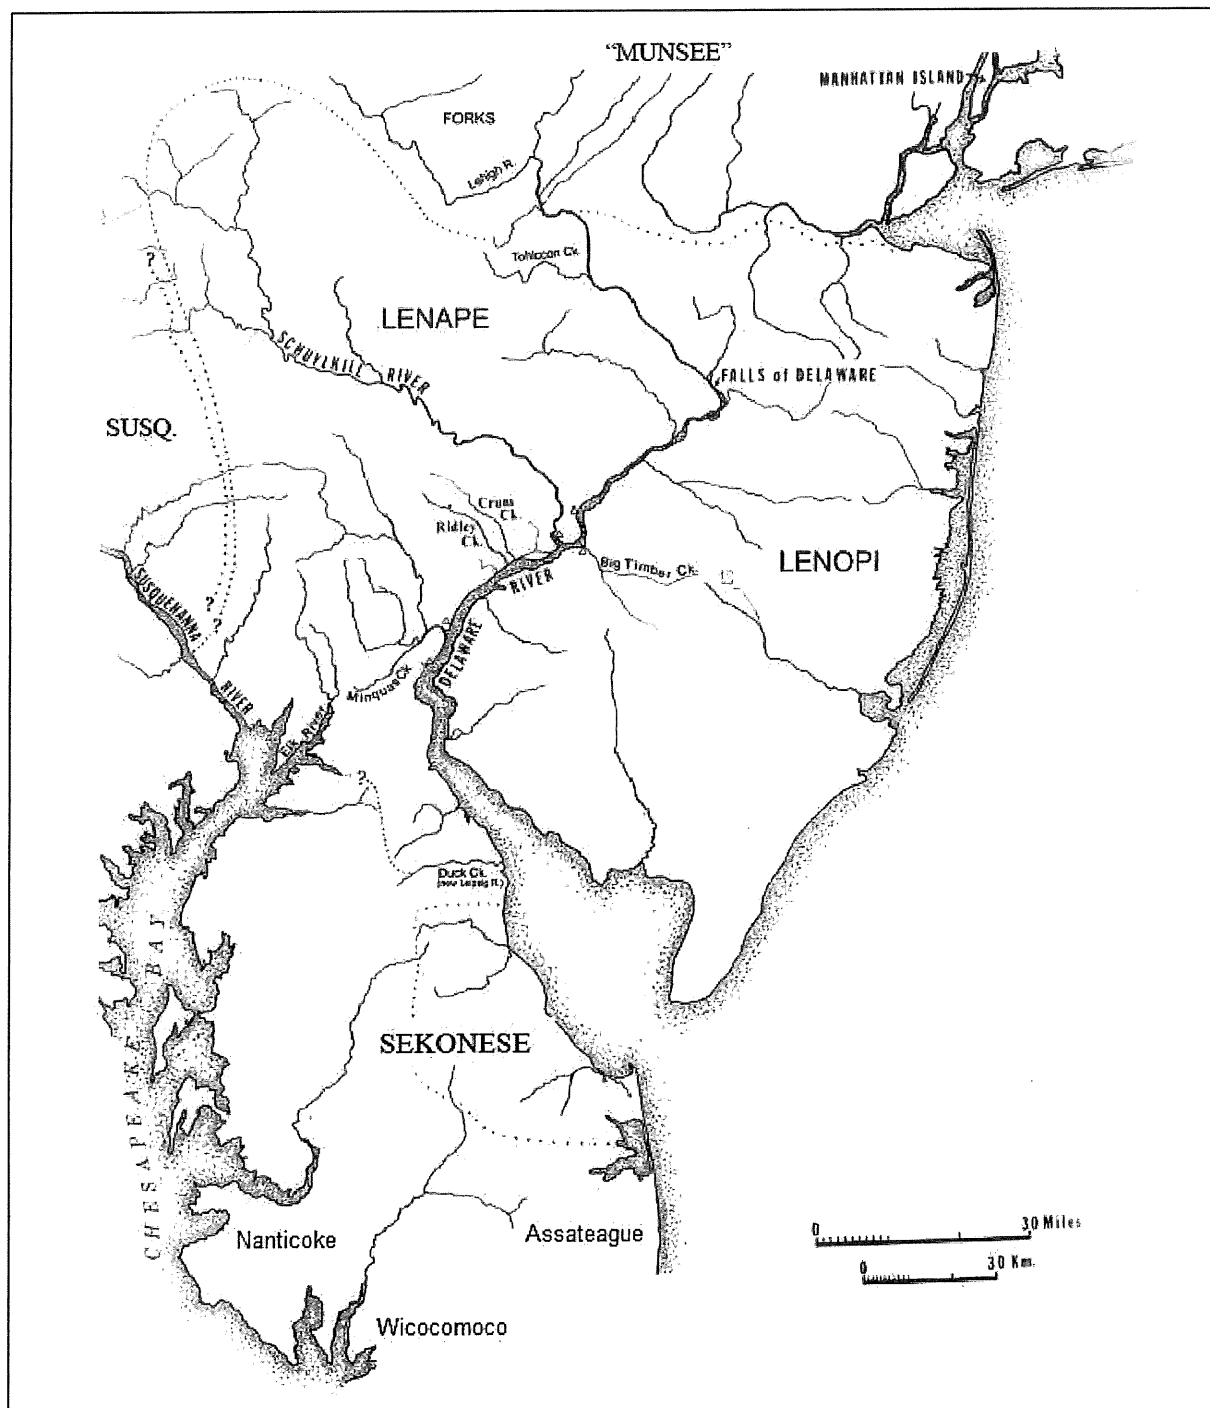 "MUNSEE"
MANHATTAN ISLAND
FORKS
Lehigh R.
Tohiccon Ck.
?
LENAPE
SCHUYLKILL RIVER
FALLS of DELAWARE
SUSQ.
Crum
Ck.
Ridley
Ck.
Big Timber Ck.
LENOPI
RIVER
DELAWARE
SUSQUEHANNA
RIVER
?
?
Minquas Ck.
Elk River
?
Duck Ck.
(now Leipsic R.)
CHESAPEAKE BAY
SEKONESE
Nanticoke
Assateague
Wicocomoco
0 30 Miles
0 30 Km.